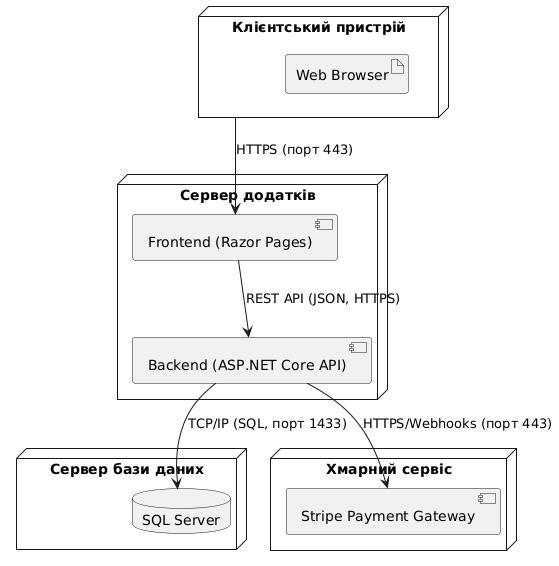 Клієнтський пристрій
Web Browser
HTTPS (порт 443)
Сервер додатків
Frontend (Razor Pages)
REST API (JSON, HTTPS)
Backend (ASP.NET Core API)
TCP/IP (SQL, порт 1433)
HTTPS/Webhooks (порт 443)
Сервер бази даних
SQL Server
Хмарний сервіс
Stripe Payment Gateway